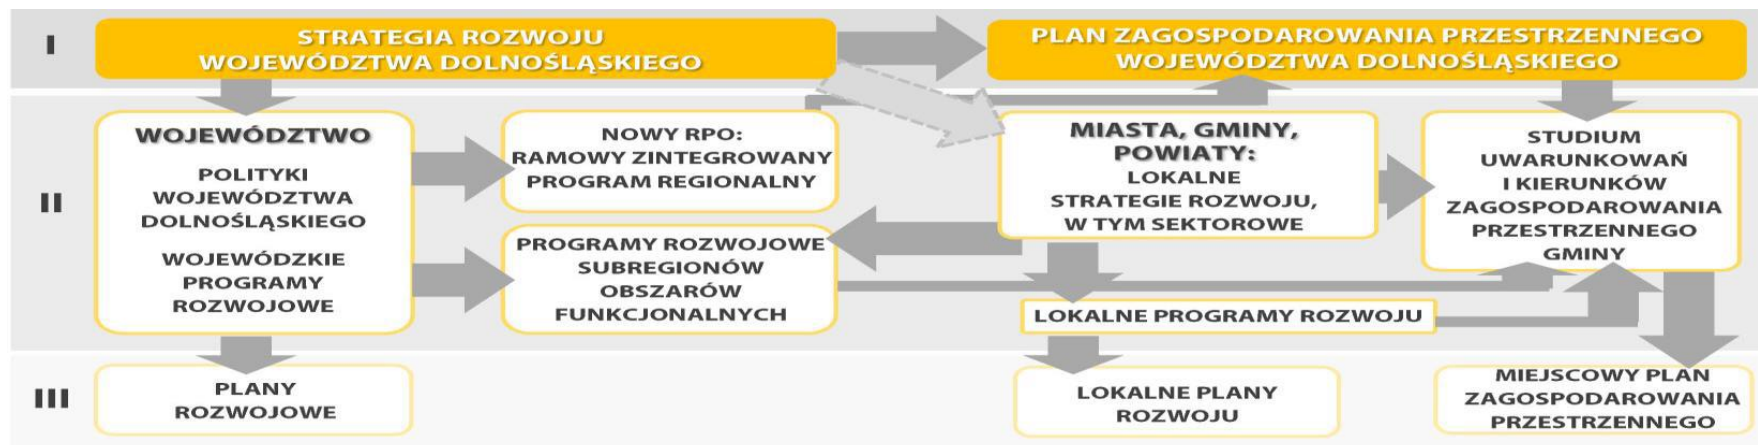 I
STRATEGIA ROZWOJU
WOJEWÓDZTWA DOLNOŚLĄSKIEGO
PLAN ZAGOSPODAROWANIA PRZESTRZENNEGO
WOJEWÓDZTWA DOLNOŚLĄSKIEGO
II
WOJEWÓDZTWO
POLITYKI
WOJEWÓDZTWA
DOLNOŚLĄSKIEGO
WOJEWÓDZKIE
PROGRAMY
ROZWOJOWE
NOWY RPO:
RAMOWY ZINTEGROWANY
PROGRAM REGIONALNY
PROGRAMY ROZWOJOWE
SUBREGIONÓW
OBSZARÓW
FUNKCJONALNYCH
MIASTA, GMINY,
POWIATY:
LOKALNE
STRATEGIE ROZWOJU,
W TYM SEKTOROWE
LOKALNE PROGRAMY ROZWOJU
STUDIUM
UWARUNKOWAŃ
I KIERUNKÓW
ZAGOSPODAROWANIA
PRZESTRZENNEGO
GMINY
III
PLANY
ROZWOJOWE
LOKALNE PLANY
ROZWOJU
MIEJSCOWY PLAN
ZAGOSPODAROWANIA
PRZESTRZENNEGO